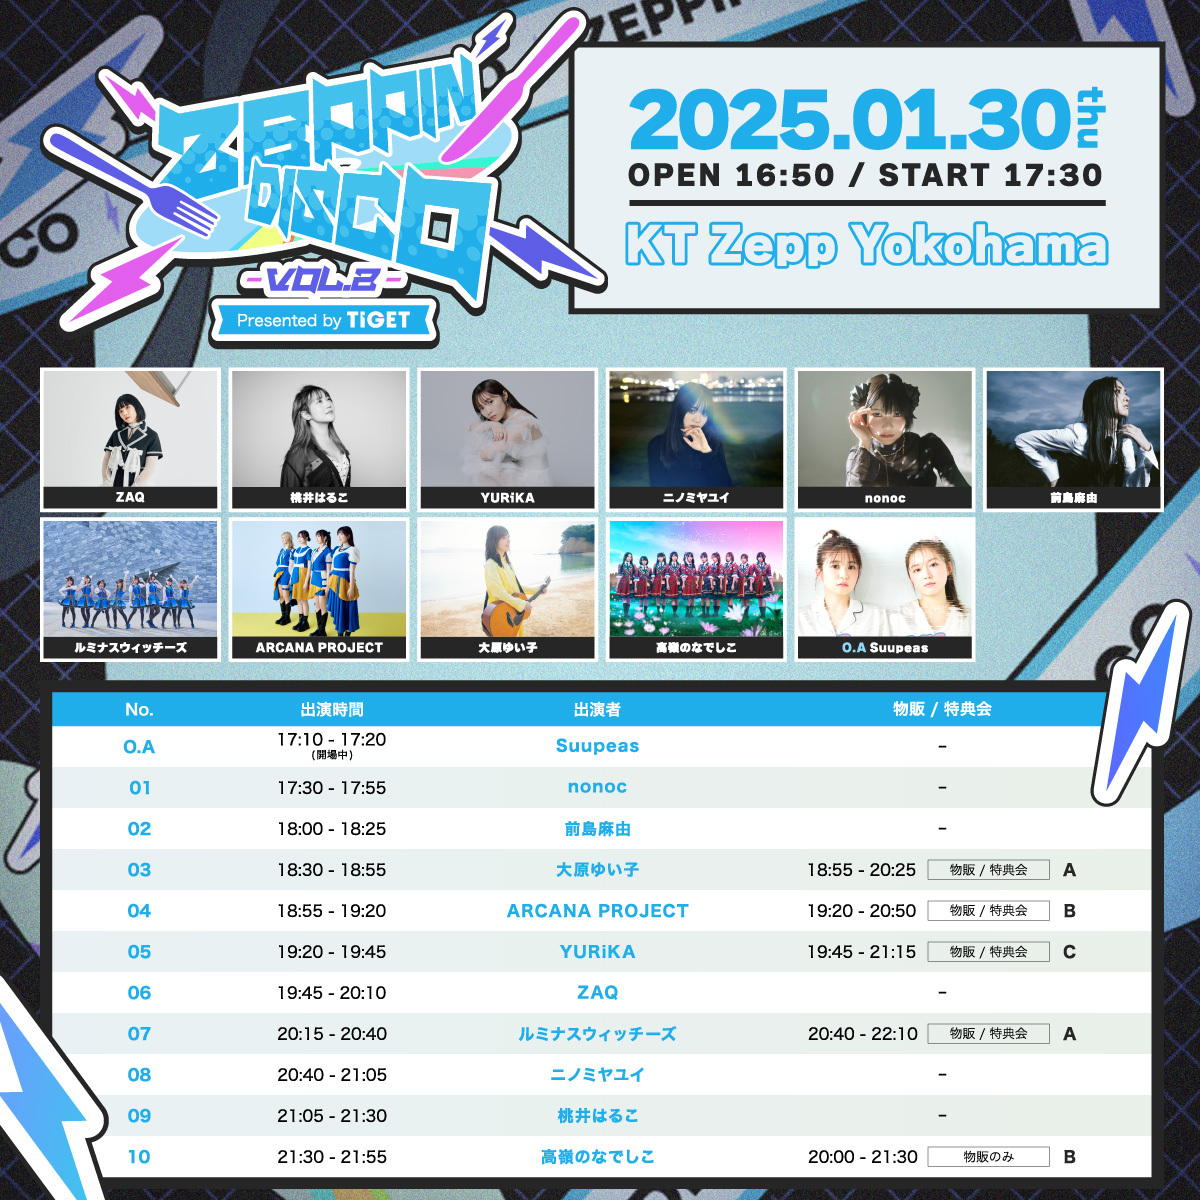 ZEPPIN
CO
ZEPPIN
DISCO
-VOL.2-
Presented by TiGET
2025.01.30 thu
OPEN 16:50 / START 17:30
KT Zepp Yokohama
ZAQ
桃井はるこ
YURiKA
ニノミヤユイ
nonoc
前島麻由
ルミナスウィッチーズ
ARCANA PROJECT
大原ゆい子
高嶺のなでしこ
O.A Suupeas
No. 出演時間 出演者 物販 / 特典会
O.A 17:10 - 17:20 (開場中) Suupeas -
01 17:30 - 17:55 nonoc -
02 18:00 - 18:25 前島麻由 -
03 18:30 - 18:55 大原ゆい子 18:55 - 20:25 物販 / 特典会 A
04 18:55 - 19:20 ARCANA PROJECT 19:20 - 20:50 物販 / 特典会 B
05 19:20 - 19:45 YURiKA 19:45 - 21:15 物販 / 特典会 C
06 19:45 - 20:10 ZAQ -
07 20:15 - 20:40 ルミナスウィッチーズ 20:40 - 22:10 物販 / 特典会 A
08 20:40 - 21:05 ニノミヤユイ -
09 21:05 - 21:30 桃井はるこ -
10 21:30 - 21:55 高嶺のなでしこ 20:00 - 21:30 物販のみ B